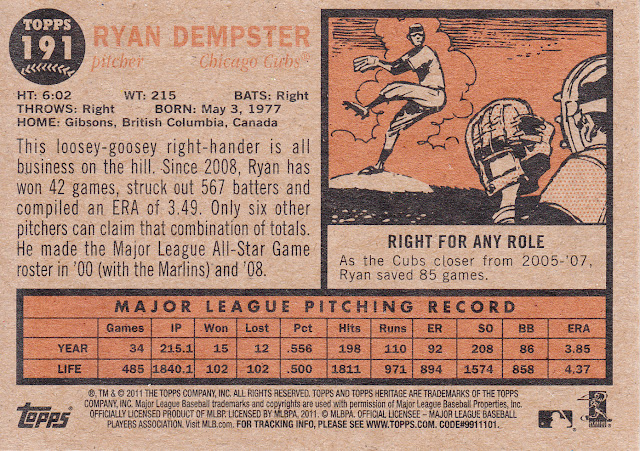 TOPPS
191
RYAN DEMPSTER
pitcher Chicago Cubs®
HT: 6:02 WT: 215 BATS: Right
THROWS: Right BORN: May 3, 1977
HOME: Gibsons, British Columbia, Canada
This loosey-goosey right-hander is all
business on the hill. Since 2008, Ryan has
won 42 games, struck out 567 batters and
compiled an ERA of 3.49. Only six other
pitchers can claim that combination of totals.
He made the Major League All-Star Game
roster in '00 (with the Marlins) and '08.
RIGHT FOR ANY ROLE
As the Cubs closer from 2005-'07,
Ryan saved 85 games.
MAJOR LEAGUE PITCHING RECORD
Games IP Won Lost Pct Hits Runs ER SO BB ERA
YEAR 34 215.1 15 12 .556 198 110 92 208 86 3.85
LIFE 485 1840.1 102 102 .500 1811 971 894 1574 858 4.37
®, TM & © 2011 THE TOPPS COMPANY, INC. ALL RIGHTS RESERVED. TOPPS AND TOPPS HERITAGE ARE TRADEMARKS OF THE TOPPS
COMPANY, INC. Major League Baseball trademarks and copyrights are used with permission of Major League Baseball Properties, Inc.
OFFICIALLY LICENSED PRODUCT OF MLBP. LICENSED BY MLBPA, 2011. © MLBPA. OFFICIAL LICENSEE – MAJOR LEAGUE BASEBALL
PLAYERS ASSOCIATION. Visit MLB.com. FOR TRACKING INFO, PLEASE SEE WWW.TOPPS.COM. CODE#9911101.
Topps